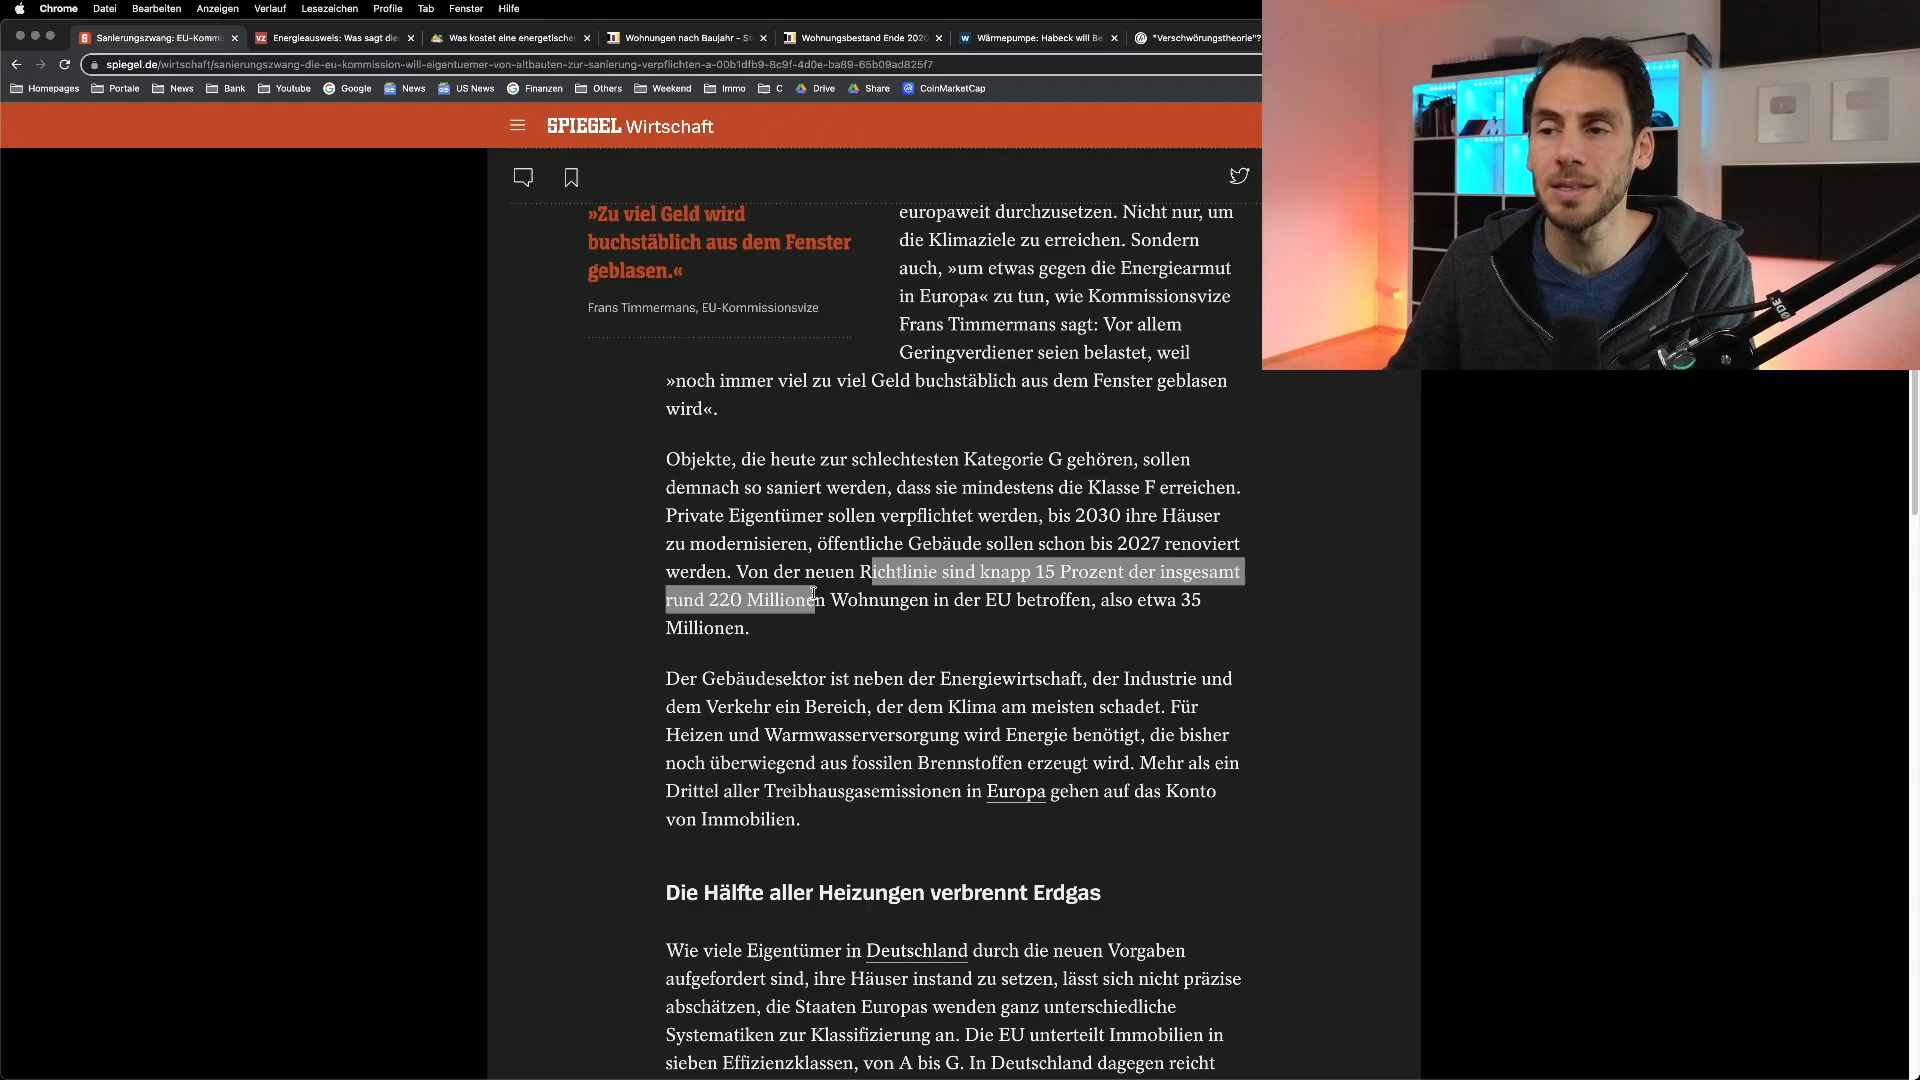 Chrome Datei Bearbeiten Anzeigen Verlauf Lesezeichen Profile Tab Fenster Hilfe
Sanierungszwang: EU-Kommi
Energieausweis: Was sagt dies
Was kostet eine energetischer
Wohnungen nach Baujahr - S
Wohnungsbestand Ende 2020
Wärmepumpe: Habeck will Be
"Verschwörungstheorie"?
spiegel.de/wirtschaft/sanierungszwang-die-eu-kommission-will-eigentuemer-von-altbauten-zur-sanierung-verpflichten-a-00b1dfb9-8c9f-4d0e-ba89-65b09ad825f7
Homepages Portale News Bank Youtube Google News US News Finanzen Others Weekend Immo C Drive Share CoinMarketCap
SPIEGEL Wirtschaft
»Zu viel Geld wird
buchstäblich aus dem Fenster
geblasen.«
Frans Timmermans, EU-Kommissionsvize
europaweit durchzusetzen. Nicht nur, um
die Klimaziele zu erreichen. Sondern
auch, »um etwas gegen die Energiearmut
in Europa« zu tun, wie Kommissionsvize
Frans Timmermans sagt: Vor allem
Geringverdiener seien belastet, weil
»noch immer viel zu viel Geld buchstäblich aus dem Fenster geblasen
wird«.
Objekte, die heute zur schlechtesten Kategorie G gehören, sollen
demnach so saniert werden, dass sie mindestens die Klasse F erreichen.
Private Eigentümer sollen verpflichtet werden, bis 2030 ihre Häuser
zu modernisieren, öffentliche Gebäude sollen schon bis 2027 renoviert
werden. Von der neuen Richtlinie sind knapp 15 Prozent der insgesamt
rund 220 Millionen Wohnungen in der EU betroffen, also etwa 35
Millionen.
Der Gebäudesektor ist neben der Energiewirtschaft, der Industrie und
dem Verkehr ein Bereich, der dem Klima am meisten schadet. Für
Heizen und Warmwasserversorgung wird Energie benötigt, die bisher
noch überwiegend aus fossilen Brennstoffen erzeugt wird. Mehr als ein
Drittel aller Treibhausgasemissionen in Europa gehen auf das Konto
von Immobilien.
Die Hälfte aller Heizungen verbrennt Erdgas
Wie viele Eigentümer in Deutschland durch die neuen Vorgaben
aufgefordert sind, ihre Häuser instand zu setzen, lässt sich nicht präzise
abschätzen, die Staaten Europas wenden ganz unterschiedliche
Systematiken zur Klassifizierung an. Die EU unterteilt Immobilien in
sieben Effizienzklassen, von A bis G. In Deutschland dagegen reicht
RØDE